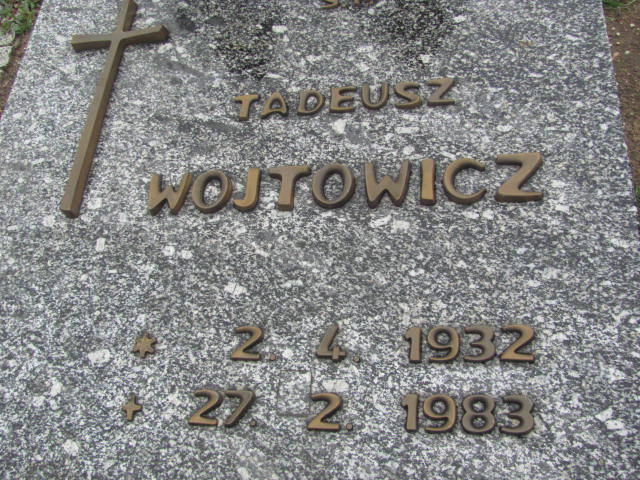 TADEUSZ
WOJTOWICZ
* 2. 4. 1932
+ 27. 2. 1983